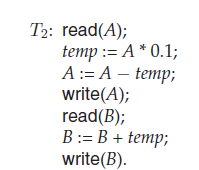 T2: read(A);
temp := A * 0.1;
A := A – temp;
write(A);
read(B);
B := B + temp;
write(B).